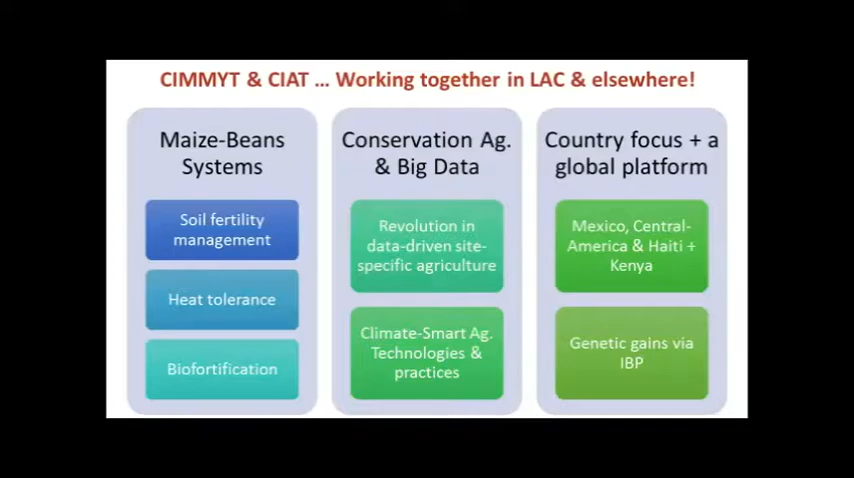 CIMMYT & CIAT ... Working together in LAC & elsewhere!
Maize-Beans
Systems
Soil fertility
management
Heat tolerance
Biofortification
Conservation Ag.
& Big Data
Revolution in
data-driven site-
specific agriculture
Climate-Smart Ag.
Technologies &
practices
Country focus + a
global platform
Mexico, Central-
America & Haiti +
Kenya
Genetic gains via
IBP